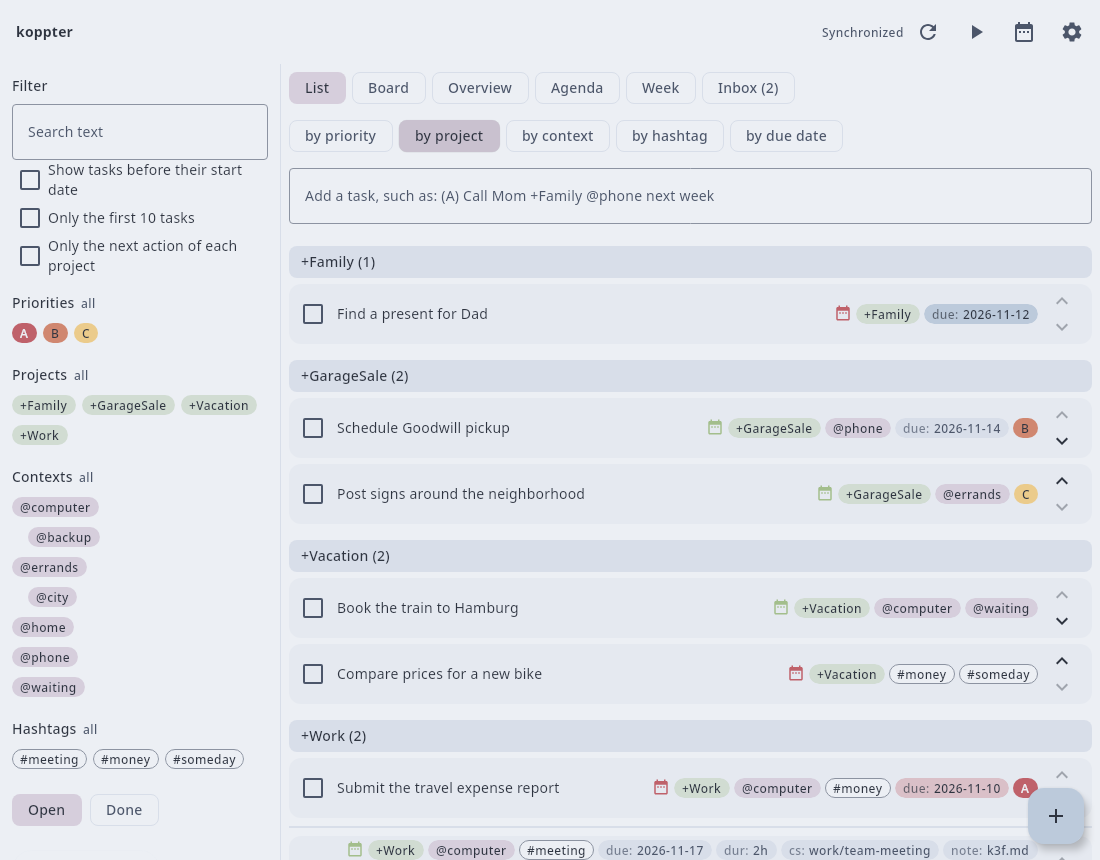 koppter
Synchronized
Filter
Search text
Show tasks before their start
date
Only the first 10 tasks
Only the next action of each
project
Priorities all
A B C
Projects all
+Family +GarageSale +Vacation
+Work
Contexts all
@computer
@backup
@errands
@city
@home
@phone
@waiting
Hashtags all
#meeting #money #someday
Open Done
List Board Overview Agenda Week Inbox (2)
by priority by project by context by hashtag by due date
Add a task, such as: (A) Call Mom +Family @phone next week
+Family (1)
Find a present for Dad +Family due: 2026-11-12
+GarageSale (2)
Schedule Goodwill pickup +GarageSale @phone due: 2026-11-14 B
Post signs around the neighborhood +GarageSale @errands C
+Vacation (2)
Book the train to Hamburg +Vacation @computer @waiting
Compare prices for a new bike +Vacation #money #someday
+Work (2)
Submit the travel expense report +Work @computer #money due: 2026-11-10 A
+Work @computer #meeting due: 2026-11-17 dur: 2h cs: work/team-meeting note: k3f.md